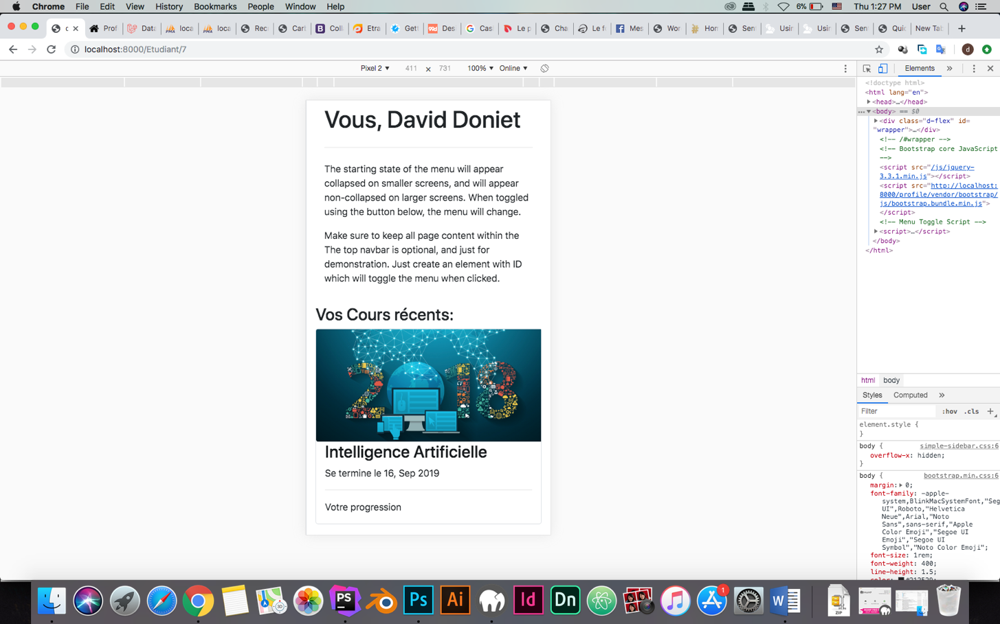 Chrome File Edit View History Bookmarks People Window Help 6% Thu 1:27 PM User
Prof Data loca loca Rec Carl Coll Etra Gett Des Cas Le p Cha Le f Mes Wor Hon Sen Usir Usir Sen Quic New Tab
localhost:8000/Etudiant/7 d
Pixel 2 411 x 731 100% Online
Elements »
<!doctype html>
<html lang="en">
<head>…</head>
<body> == $0
<div class="d-flex" id=
"wrapper">…</div>
<!-- /#wrapper -->
<!-- Bootstrap core JavaScript
-->
<script src="/js/jquery-
3.3.1.min.js"></script>
<script src="http://localhost:
8000/profile/vendor/bootstrap/
js/bootstrap.bundle.min.js">
</script>
<!-- Menu Toggle Script -->
<script>…</script>
</body>
</html>
Vous, David Doniet
The starting state of the menu will appear
collapsed on smaller screens, and will appear
non-collapsed on larger screens. When toggled
using the button below, the menu will change.
Make sure to keep all page content within the
The top navbar is optional, and just for
demonstration. Just create an element with ID
which will toggle the menu when clicked.
Vos Cours récents:
2018
Intelligence Artificielle
Se termine le 16, Sep 2019
Votre progression
html body
Styles Computed »
Filter :hov .cls +
element.style {
}
body { simple-sidebar.css:6
overflow-x: hidden;
}
body { bootstrap.min.css:6
margin: 0;
font-family: -apple-
system,BlinkMacSystemFont,"Seg
UI",Roboto,"Helvetica
Neue",Arial,"Noto
Sans",sans-serif,"Apple
Color Emoji","Segoe UI
Emoji","Segoe UI
Symbol","Noto Color Emoji";
font-size: 1rem;
font-weight: 400;
line-height: 1.5;
color: #212529;
PS Ps Ai Id Dn 1 W ZIP